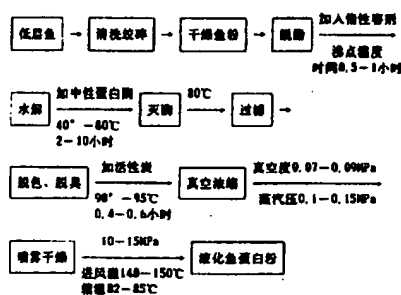 低层鱼 清洗绞碎 干燥鱼粉 脱脂 加入惰性容剂
沸点温度
时间0.5-1小时
水解 加中性蛋白酶 灭酶 80℃ 过滤
40°-60℃
2-10小时
脱色、脱臭 加活性炭 真空浓缩 真空度0.07-0.09MPa
90°-95℃ 蒸汽压0.1-0.15MPa
0.4-0.6小时
喷雾干燥 10-15MPa 液化鱼蛋白粉
进风温140-150℃
82-85℃